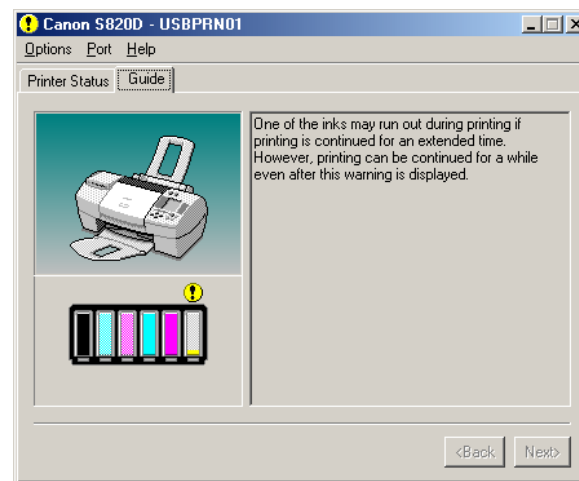 Canon S820D - USBPRN01
Options Port Help
Printer Status Guide
One of the inks may run out during printing if
printing is continued for an extended time.
However, printing can be continued for a while
even after this warning is displayed.
<Back Next>